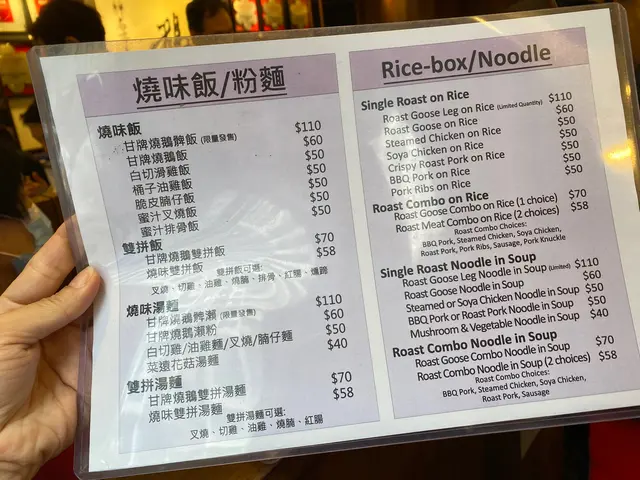 燒味飯/粉麵
燒味飯
甘牌燒鵝髀飯 (限量發售) $110
甘牌燒鵝飯 $60
白切滑雞飯 $50
桶子油雞飯 $50
脆皮腩仔飯 $50
蜜汁叉燒飯 $50
蜜汁排骨飯 $50
雙拼飯
甘牌燒鵝雙拼飯 $70
燒味雙拼飯 雙拼飯可選: $58
叉燒、切雞、油雞、燒腩、排骨、紅腸、燻蹄
燒味湯麵
甘牌燒鵝髀瀨 (限量發售) $110
甘牌燒鵝瀨粉 $60
白切雞/油雞麵/叉燒/腩仔麵 $50
菜遠花菇湯麵 $40
雙拼湯麵
甘牌燒鵝雙拼湯麵 $70
燒味雙拼湯麵 $58
雙拼湯麵可選:
叉燒、切雞、油雞、燒腩、紅腸
Rice-box/Noodle
Single Roast on Rice
Roast Goose Leg on Rice (Limited Quantity) $110
Roast Goose on Rice $60
Steamed Chicken on Rice $50
Soya Chicken on Rice $50
Crispy Roast Pork on Rice $50
BBQ Pork on Rice $50
Pork Ribs on Rice $50
Roast Combo on Rice
Roast Goose Combo on Rice (1 choice) $70
Roast Meat Combo on Rice (2 choices) $58
Roast Combo Choices:
BBQ Pork, Steamed Chicken, Soya Chicken,
Roast Pork, Pork Ribs, Sausage, Pork Knuckle
Single Roast Noodle in Soup
Roast Goose Leg Noodle in Soup (Limited) $110
Roast Goose Noodle in Soup $60
Steamed or Soya Chicken Noodle in Soup $50
BBQ Pork or Roast Pork Noodle in Soup $50
Mushroom & Vegetable Noodle in Soup $40
Roast Combo Noodle in Soup
Roast Goose Combo Noodle in Soup $70
Roast Combo Noodle in Soup (2 choices) $58
Roast Combo Choices:
BBQ Pork, Steamed Chicken, Soya Chicken,
Roast Pork, Sausage